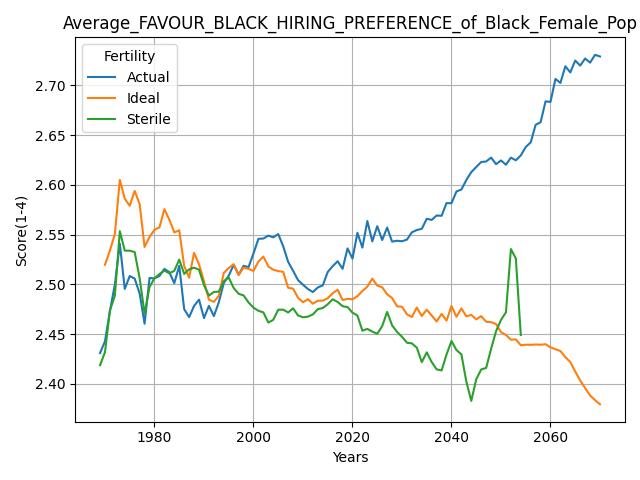 Average_FAVOUR_BLACK_HIRING_PREFERENCE_of_Black_Female_Pop
Fertility
Actual
Ideal
Sterile
2.70
2.65
2.60
2.55
2.50
2.45
2.40
Score(1-4)
1980
2000
2020
2040
2060
Years